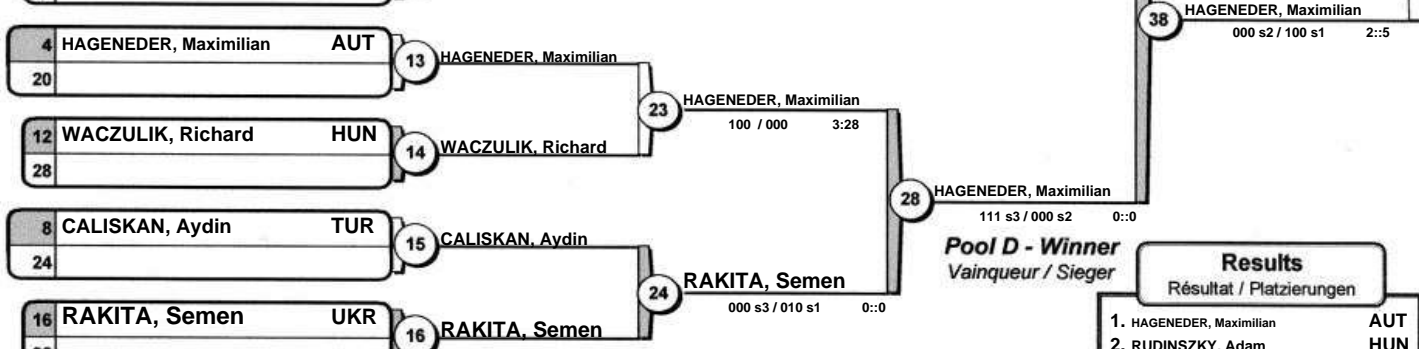 38 HAGENEDER, Maximilian
000 s2 / 100 s1 2::5
4 HAGENEDER, Maximilian AUT
20
13 HAGENEDER, Maximilian
23 HAGENEDER, Maximilian
100 / 000 3:28
12 WACZULIK, Richard HUN
28
14 WACZULIK, Richard
28 HAGENEDER, Maximilian
111 s3 / 000 s2 0::0
8 CALISKAN, Aydin TUR
24
15 CALISKAN, Aydin
Pool D - Winner
Vainqueur / Sieger
24 RAKITA, Semen
000 s3 / 010 s1 0::0
16 RAKITA, Semen UKR
16 RAKITA, Semen
Results
Résultat / Platzierungen
1. HAGENEDER, Maximilian AUT
2. RUDINSZKY, Adam HUN